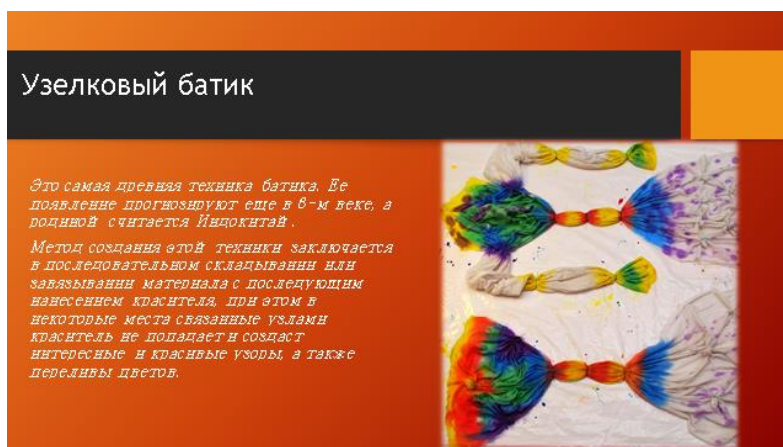 Узелковый батик
Это самая древняя техника батика. Ее
появление прогнозируют еще в 6-м веке, а
родиной считается Индокитай.
Метод создания этой техники заключается
в последовательном складывании или
завязывании материала с последующим
нанесением красителя, при этом в
некоторые места связанные узлами
краситель не попадает и создаст
интересные и красивые узоры, а также
переливы цветов.